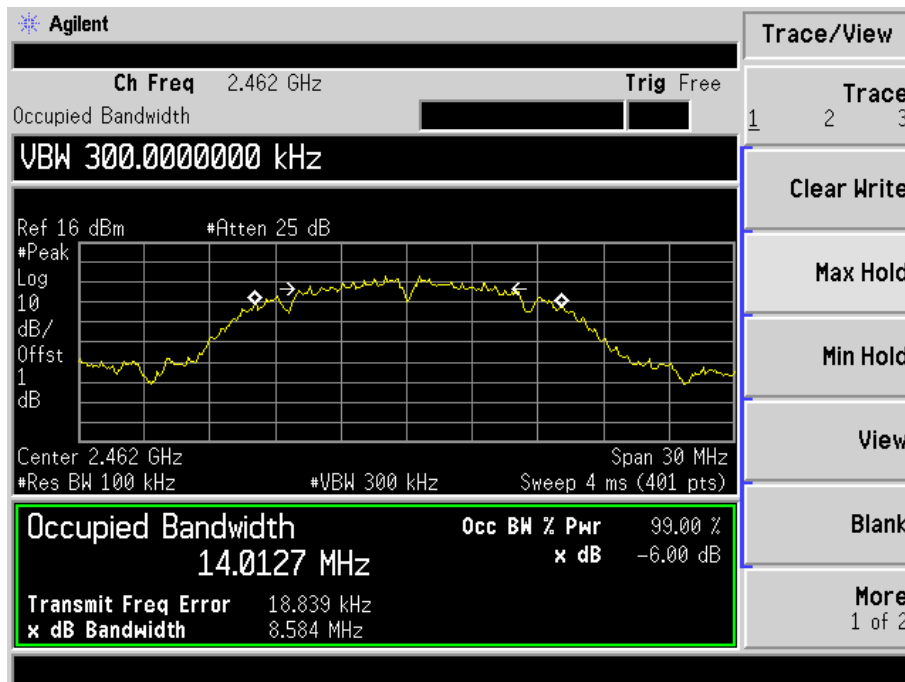 Agilent
Trace/View
Ch Freq 2.462 GHz Trig Free
Occupied Bandwidth
Trace
1 2 3
VBW 300.0000000 kHz
Clear Write
Ref 16 dBm #Atten 25 dB
#Peak
Log
10
dB/
Offst
1
dB
Max Hold
Min Hold
Center 2.462 GHz Span 30 MHz
#Res BW 100 kHz #VBW 300 kHz Sweep 4 ms (401 pts)
View
Occupied Bandwidth Occ BW % Pwr 99.00 %
14.0127 MHz x dB -6.00 dB
Transmit Freq Error 18.839 kHz
x dB Bandwidth 8.584 MHz
Blank
More
1 of 2